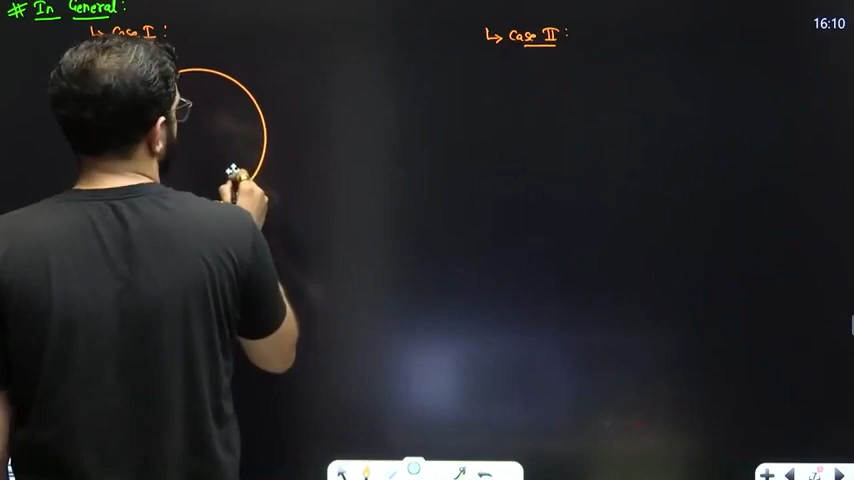 # In General:
↳ Case I :
↳ Case II :
16:10